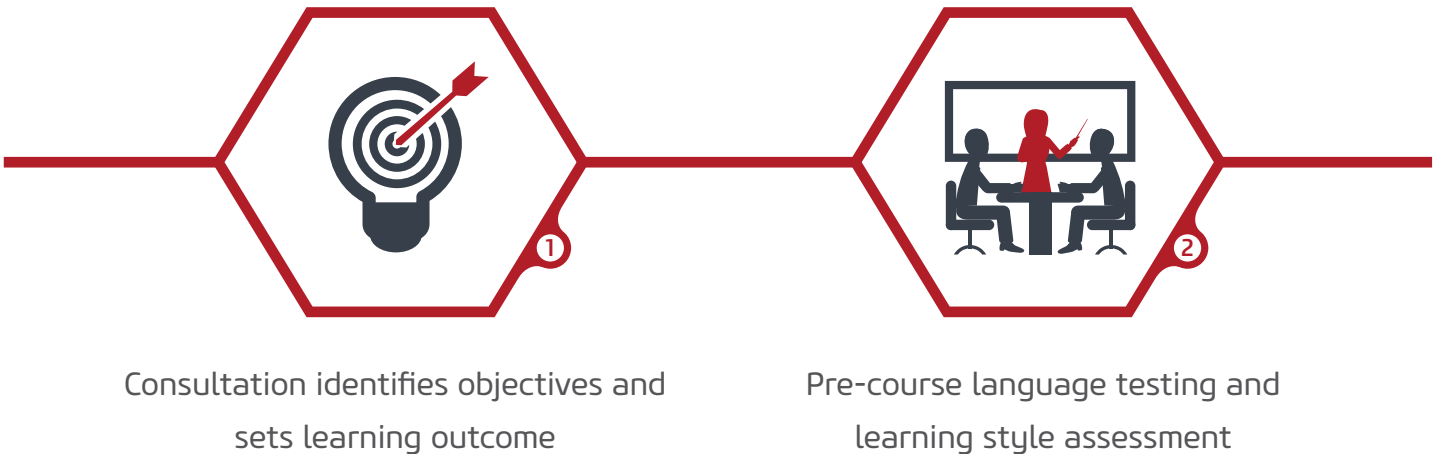 1
2
Consultation identifies objectives and
sets learning outcome
Pre-course language testing and
learning style assessment